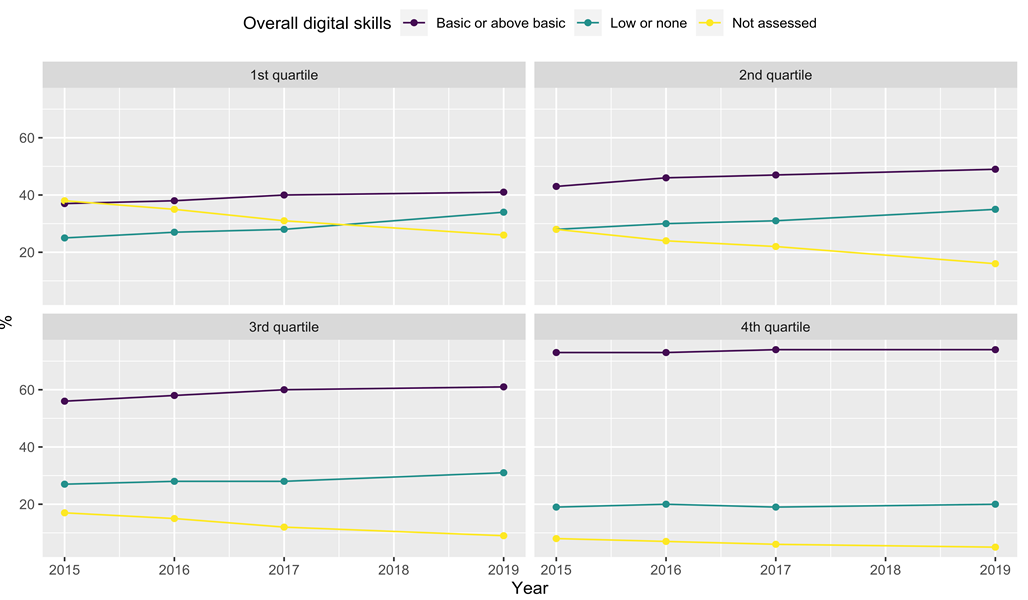 Overall digital skills Basic or above basic Low or none Not assessed
1st quartile 2nd quartile
60
40
20
%
3rd quartile 4th quartile
60
40
20
2015 2016 2017 2018 2019 2015 2016 2017 2018 2019
Year